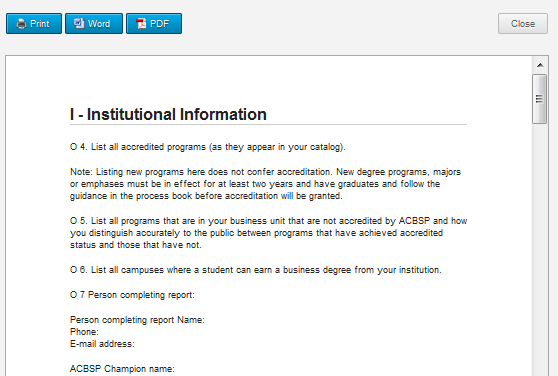 Print Word PDF Close
I - Institutional Information
O 4. List all accredited programs (as they appear in your catalog).
Note: Listing new programs here does not confer accreditation. New degree programs, majors
or emphases must be in effect for at least two years and have graduates and follow the
guidance in the process book before accreditation will be granted.
O 5. List all programs that are in your business unit that are not accredited by ACBSP and how
you distinguish accurately to the public between programs that have achieved accredited
status and those that have not.
O 6. List all campuses where a student can earn a business degree from your institution.
O 7 Person completing report:
Person completing report Name:
Phone:
E-mail address:
ACBSP Champion name: